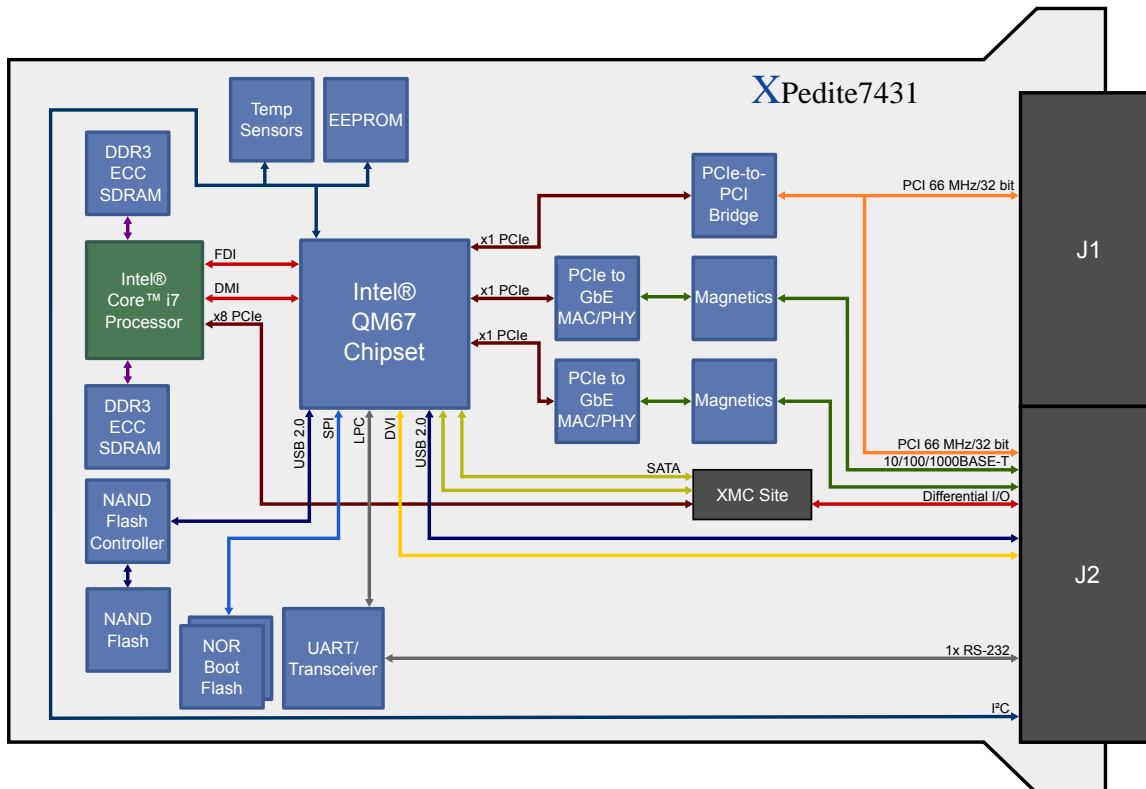 XPedite7431
Temp
Sensors
EEPROM
DDR3
ECC
SDRAM
PCIe-to-
PCI
Bridge
PCI 66 MHz/32 bit
J1
x1 PCIe
FDI
Intel®
Core™ i7
Processor
Intel®
QM67
Chipset
DMI
x1 PCIe
PCIe to
GbE
MAC/PHY
Magnetics
x8 PCIe
x1 PCIe
PCIe to
GbE
MAC/PHY
Magnetics
DDR3
ECC
SDRAM
USB 2.0
SPI
LPC
DVI
USB 2.0
PCI 66 MHz/32 bit
10/100/1000BASE-T
SATA
XMC Site
Differential I/O
NAND
Flash
Controller
J2
NAND
Flash
NOR
Boot
Flash
UART/
Transceiver
1x RS-232
I²C